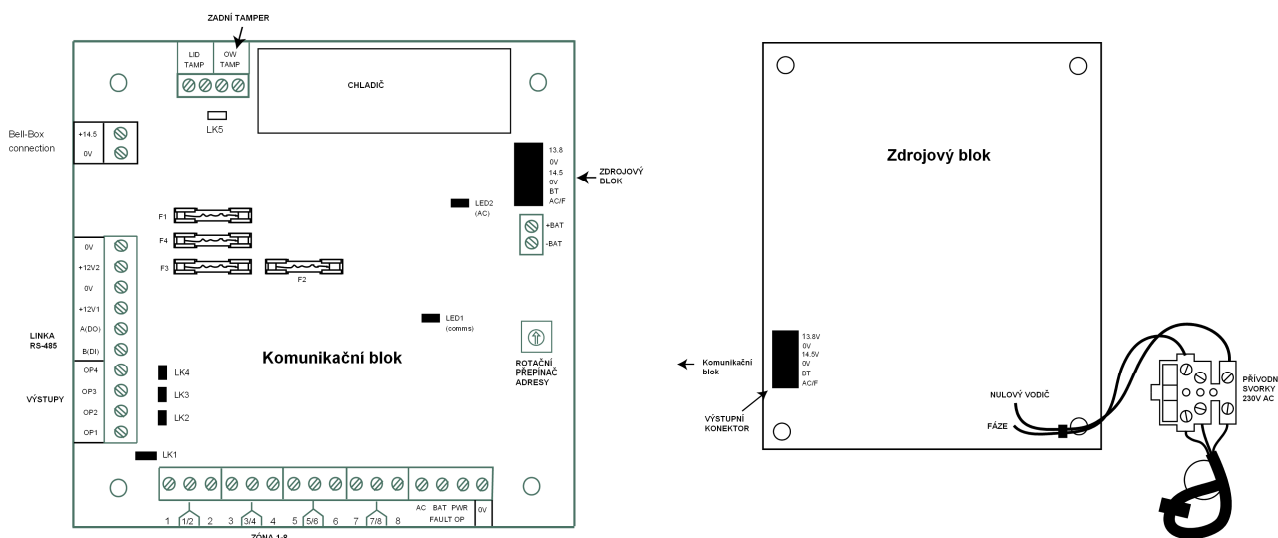 ZADNÍ TAMPER
LID
TAMP
OW
TAMP
CHLADIČ
LK5
Bell-Box
connection
+14.5
0V
13.8
0V
14.5
0V
BT
AC/F
ZDROJOVÝ
BLOK
LED2
(AC)
+BAT
-BAT
F1
F4
F3
F2
0V
+12V2
0V
+12V1
A(DO)
B(DI)
OP4
OP3
OP2
OP1
LINKA
RS-485
VÝSTUPY
LED1
(comms)
Komunikační blok
ROTAČNÍ
PŘEPÍNAČ
ADRESY
LK4
LK3
LK2
LK1
1 1/2 2 3 3/4 4 5 5/6 6 7 7/8 8
AC BAT PWR 0V
FAULT OP
ZÓNA 1-8
Zdrojový blok
13.8V
0V
14.5V
0V
DT
AC/F
Komunikační
blok
VÝSTUPNÍ
KONEKTOR
NULOVÝ VODIČ
FÁZE
PŘÍVODN
SVORKY
230V AC